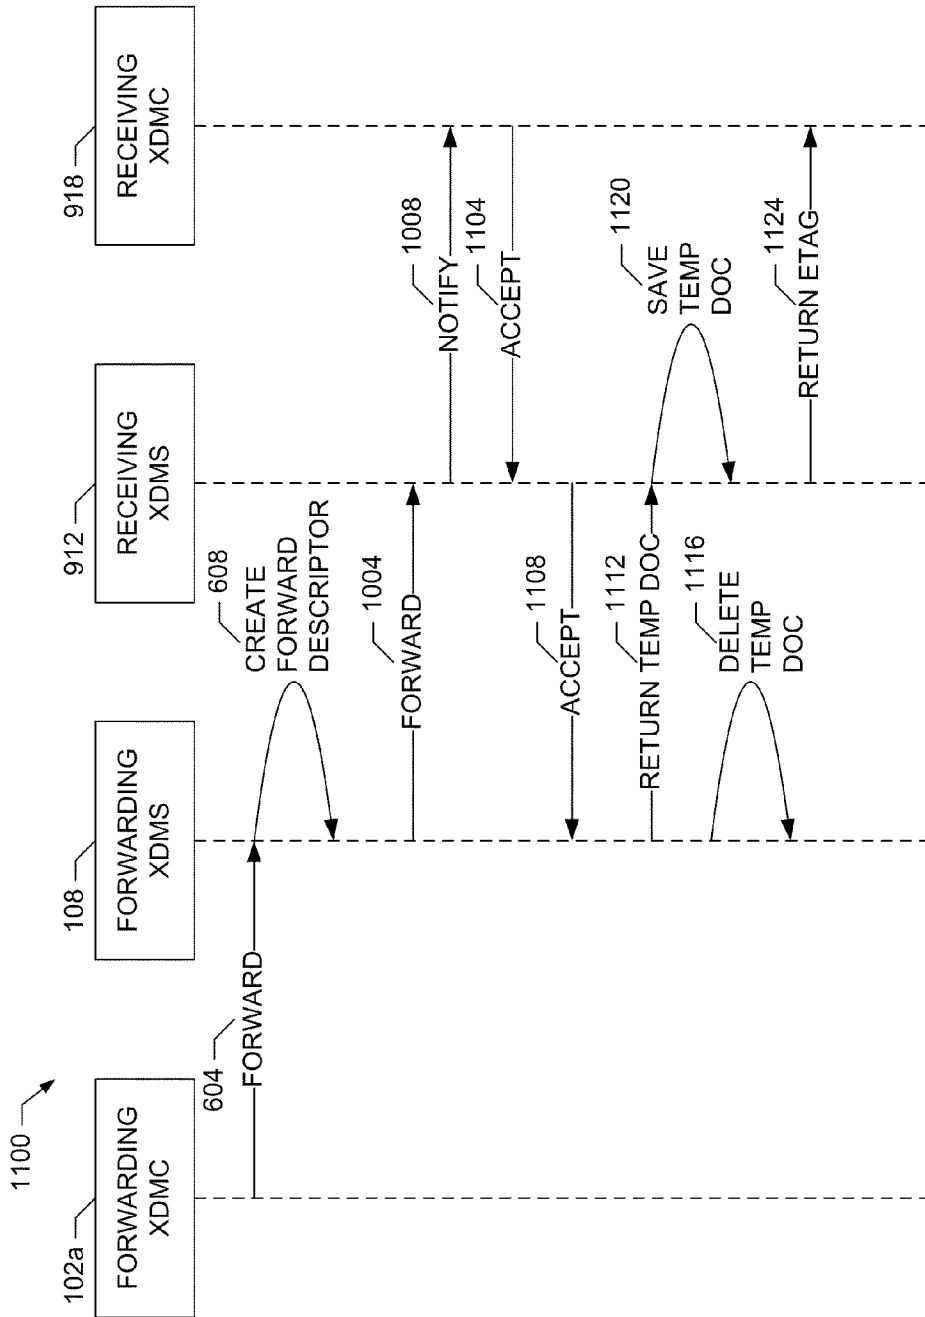 1100
102a
FORWARDING
XDMC
108
FORWARDING
XDMS
912
RECEIVING
XDMS
918
RECEIVING
XDMC
604
FORWARD
608
CREATE
FORWARD
DESCRIPTOR
1004
FORWARD
1008
NOTIFY
1104
ACCEPT
1108
ACCEPT
1112
RETURN TEMP DOC
1116
DELETE
TEMP
DOC
1120
SAVE
TEMP
DOC
1124
RETURN ETAG